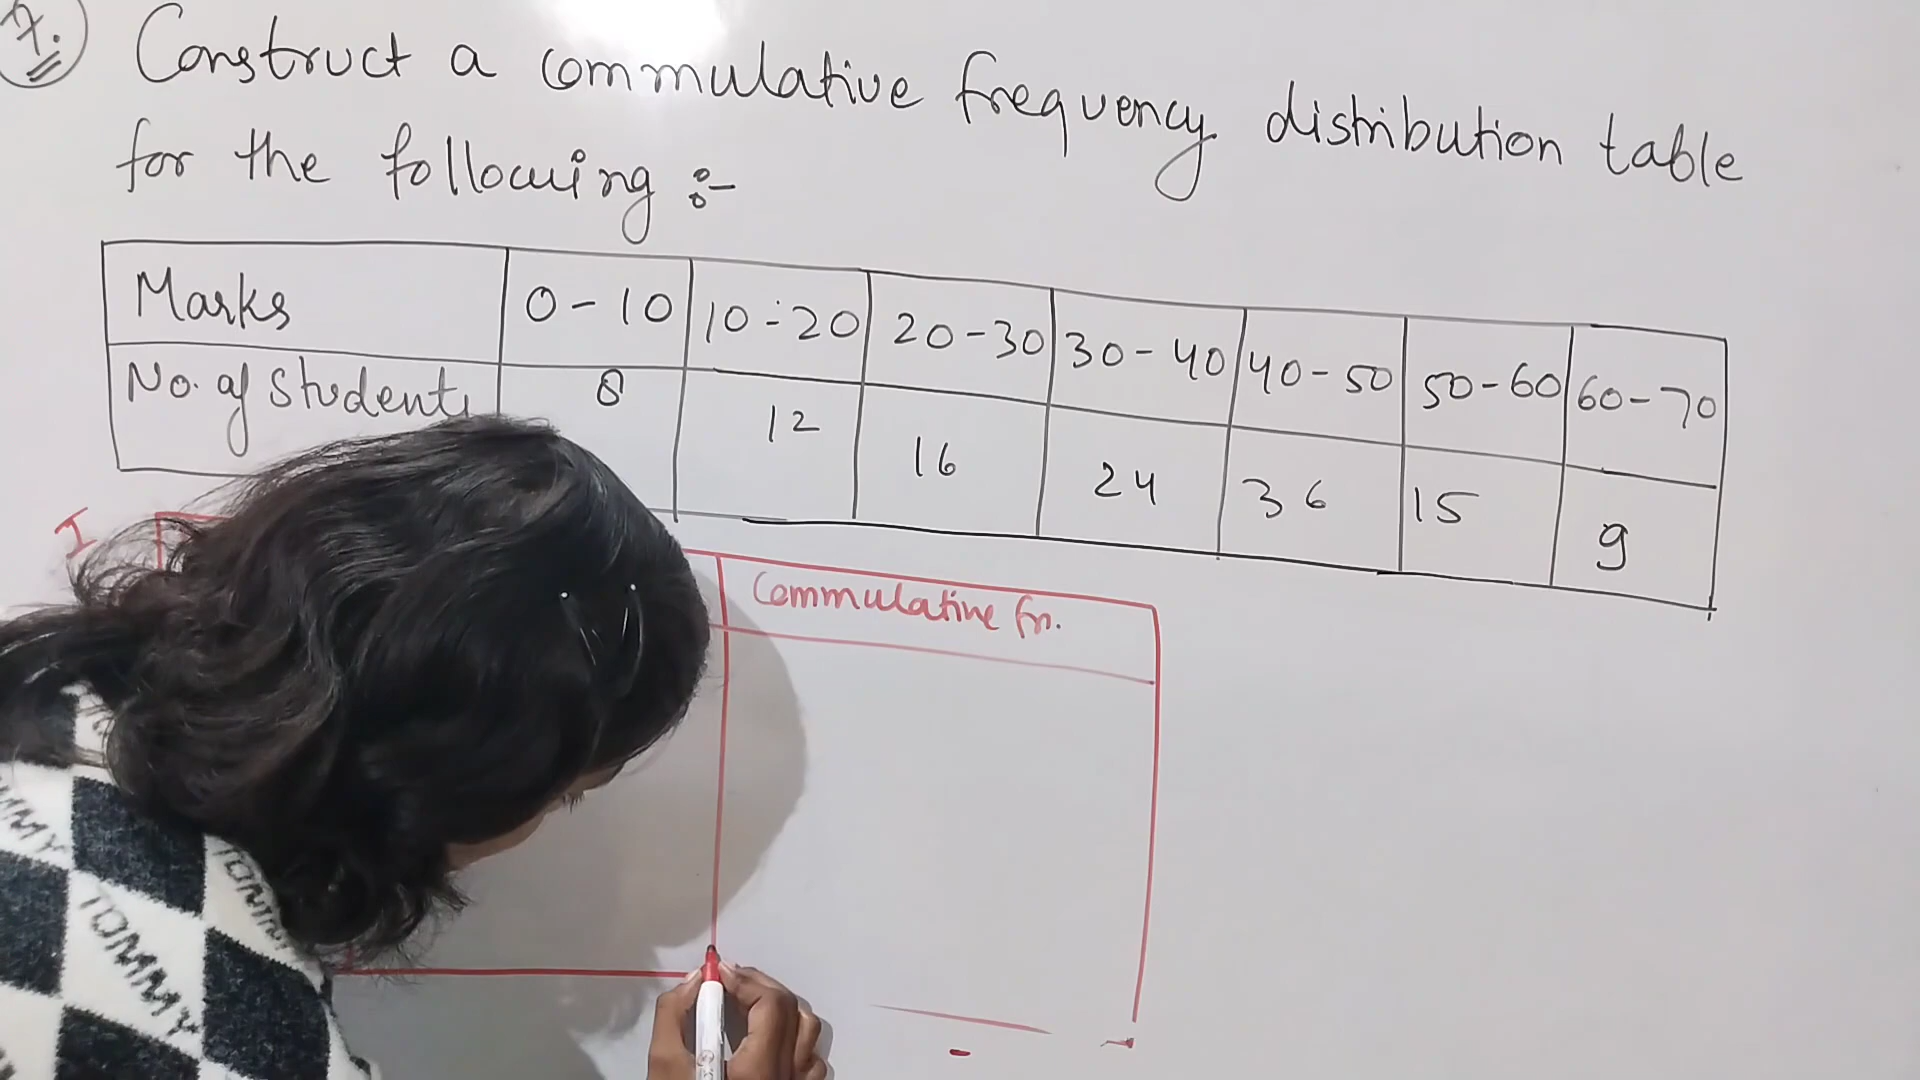 7.
Construct a commulative frequency distribution table
for the following :-
Marks 0-10 10-20 20-30 30-40 40-50 50-60 60-70
No. of Students 8 12 16 24 36 15 9
I
Commulative fr.
TOMMY